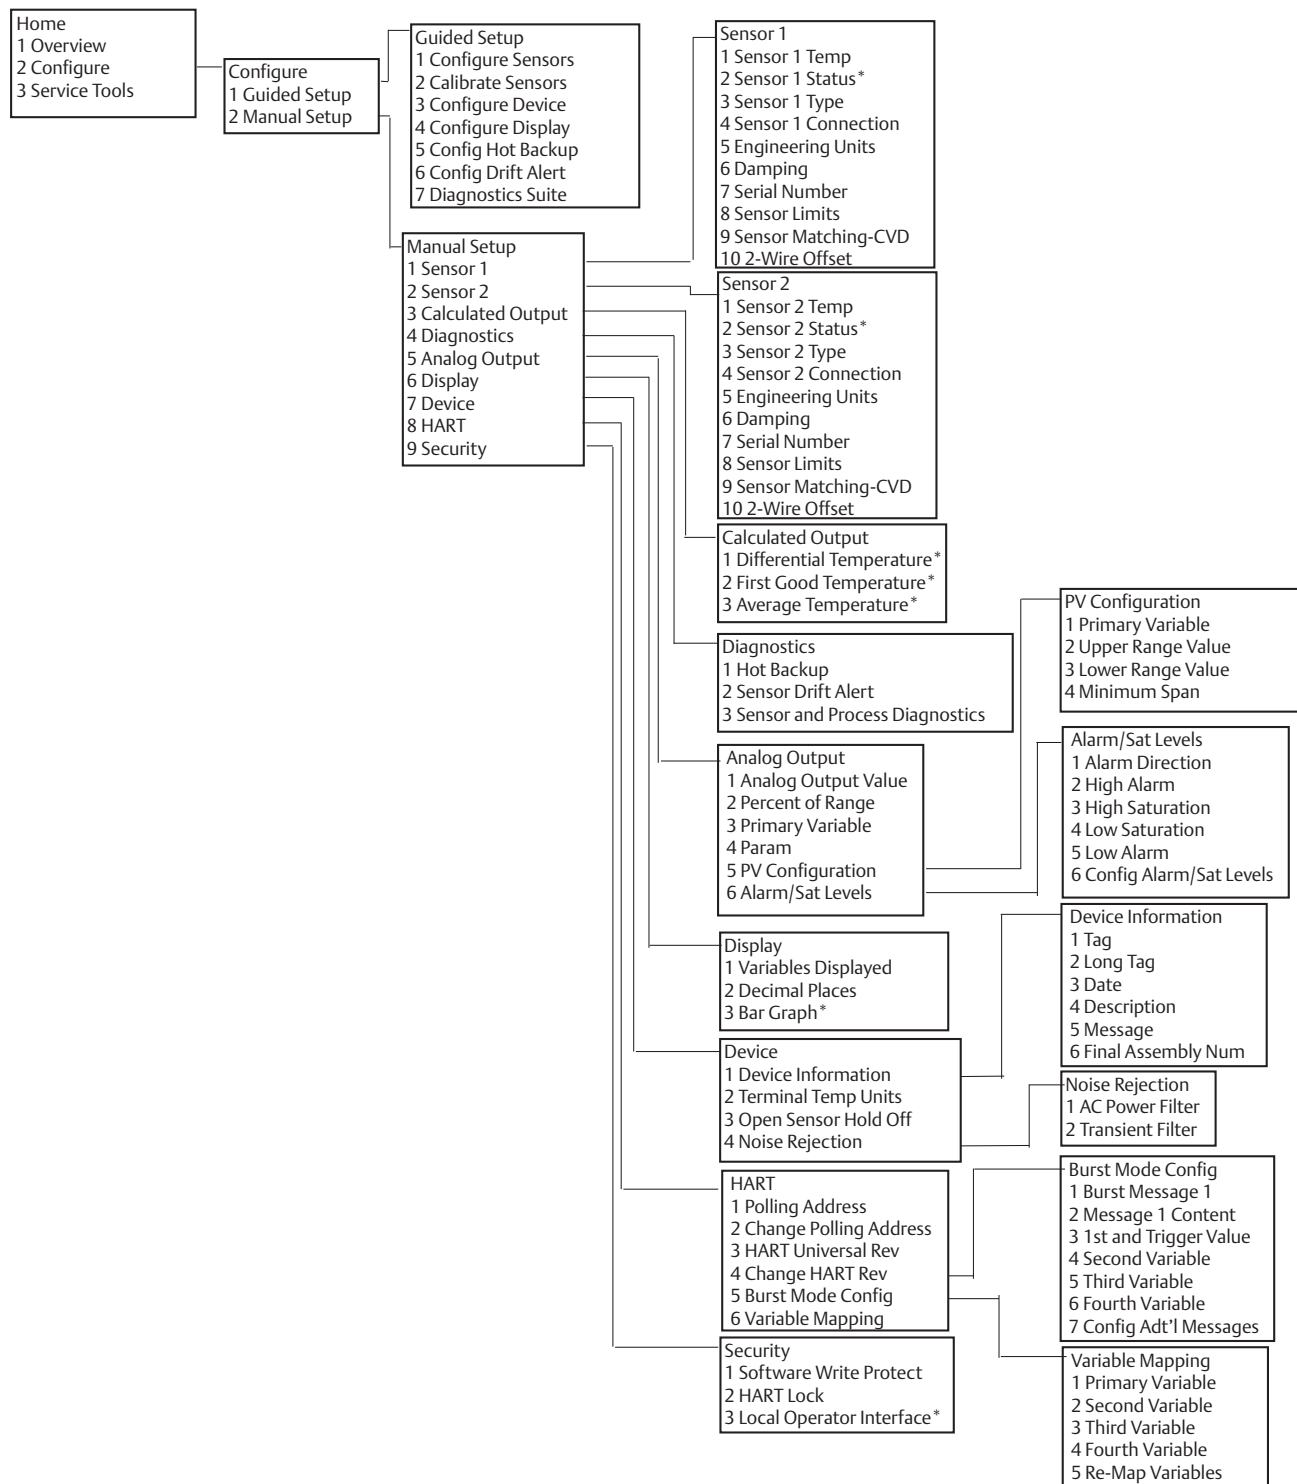 Home
1 Overview
2 Configure
3 Service Tools
Configure
1 Guided Setup
2 Manual Setup
Guided Setup
1 Configure Sensors
2 Calibrate Sensors
3 Configure Device
4 Configure Display
5 Config Hot Backup
6 Config Drift Alert
7 Diagnostics Suite
Manual Setup
1 Sensor 1
2 Sensor 2
3 Calculated Output
4 Diagnostics
5 Analog Output
6 Display
7 Device
8 HART
9 Security
Sensor 1
1 Sensor 1 Temp
2 Sensor 1 Status*
3 Sensor 1 Type
4 Sensor 1 Connection
5 Engineering Units
6 Damping
7 Serial Number
8 Sensor Limits
9 Sensor Matching-CVD
10 2-Wire Offset
Sensor 2
1 Sensor 2 Temp
2 Sensor 2 Status*
3 Sensor 2 Type
4 Sensor 2 Connection
5 Engineering Units
6 Damping
7 Serial Number
8 Sensor Limits
9 Sensor Matching-CVD
10 2-Wire Offset
Calculated Output
1 Differential Temperature*
2 First Good Temperature*
3 Average Temperature*
Diagnostics
1 Hot Backup
2 Sensor Drift Alert
3 Sensor and Process Diagnostics
Analog Output
1 Analog Output Value
2 Percent of Range
3 Primary Variable
4 Param
5 PV Configuration
6 Alarm/Sat Levels
Display
1 Variables Displayed
2 Decimal Places
3 Bar Graph*
Device
1 Device Information
2 Terminal Temp Units
3 Open Sensor Hold Off
4 Noise Rejection
HART
1 Polling Address
2 Change Polling Address
3 HART Universal Rev
4 Change HART Rev
5 Burst Mode Config
6 Variable Mapping
Security
1 Software Write Protect
2 HART Lock
3 Local Operator Interface*
PV Configuration
1 Primary Variable
2 Upper Range Value
3 Lower Range Value
4 Minimum Span
Alarm/Sat Levels
1 Alarm Direction
2 High Alarm
3 High Saturation
4 Low Saturation
5 Low Alarm
6 Config Alarm/Sat Levels
Device Information
1 Tag
2 Long Tag
3 Date
4 Description
5 Message
6 Final Assembly Num
Noise Rejection
1 AC Power Filter
2 Transient Filter
Burst Mode Config
1 Burst Message 1
2 Message 1 Content
3 1st and Trigger Value
4 Second Variable
5 Third Variable
6 Fourth Variable
7 Config Adt'l Messages
Variable Mapping
1 Primary Variable
2 Second Variable
3 Third Variable
4 Fourth Variable
5 Re-Map Variables